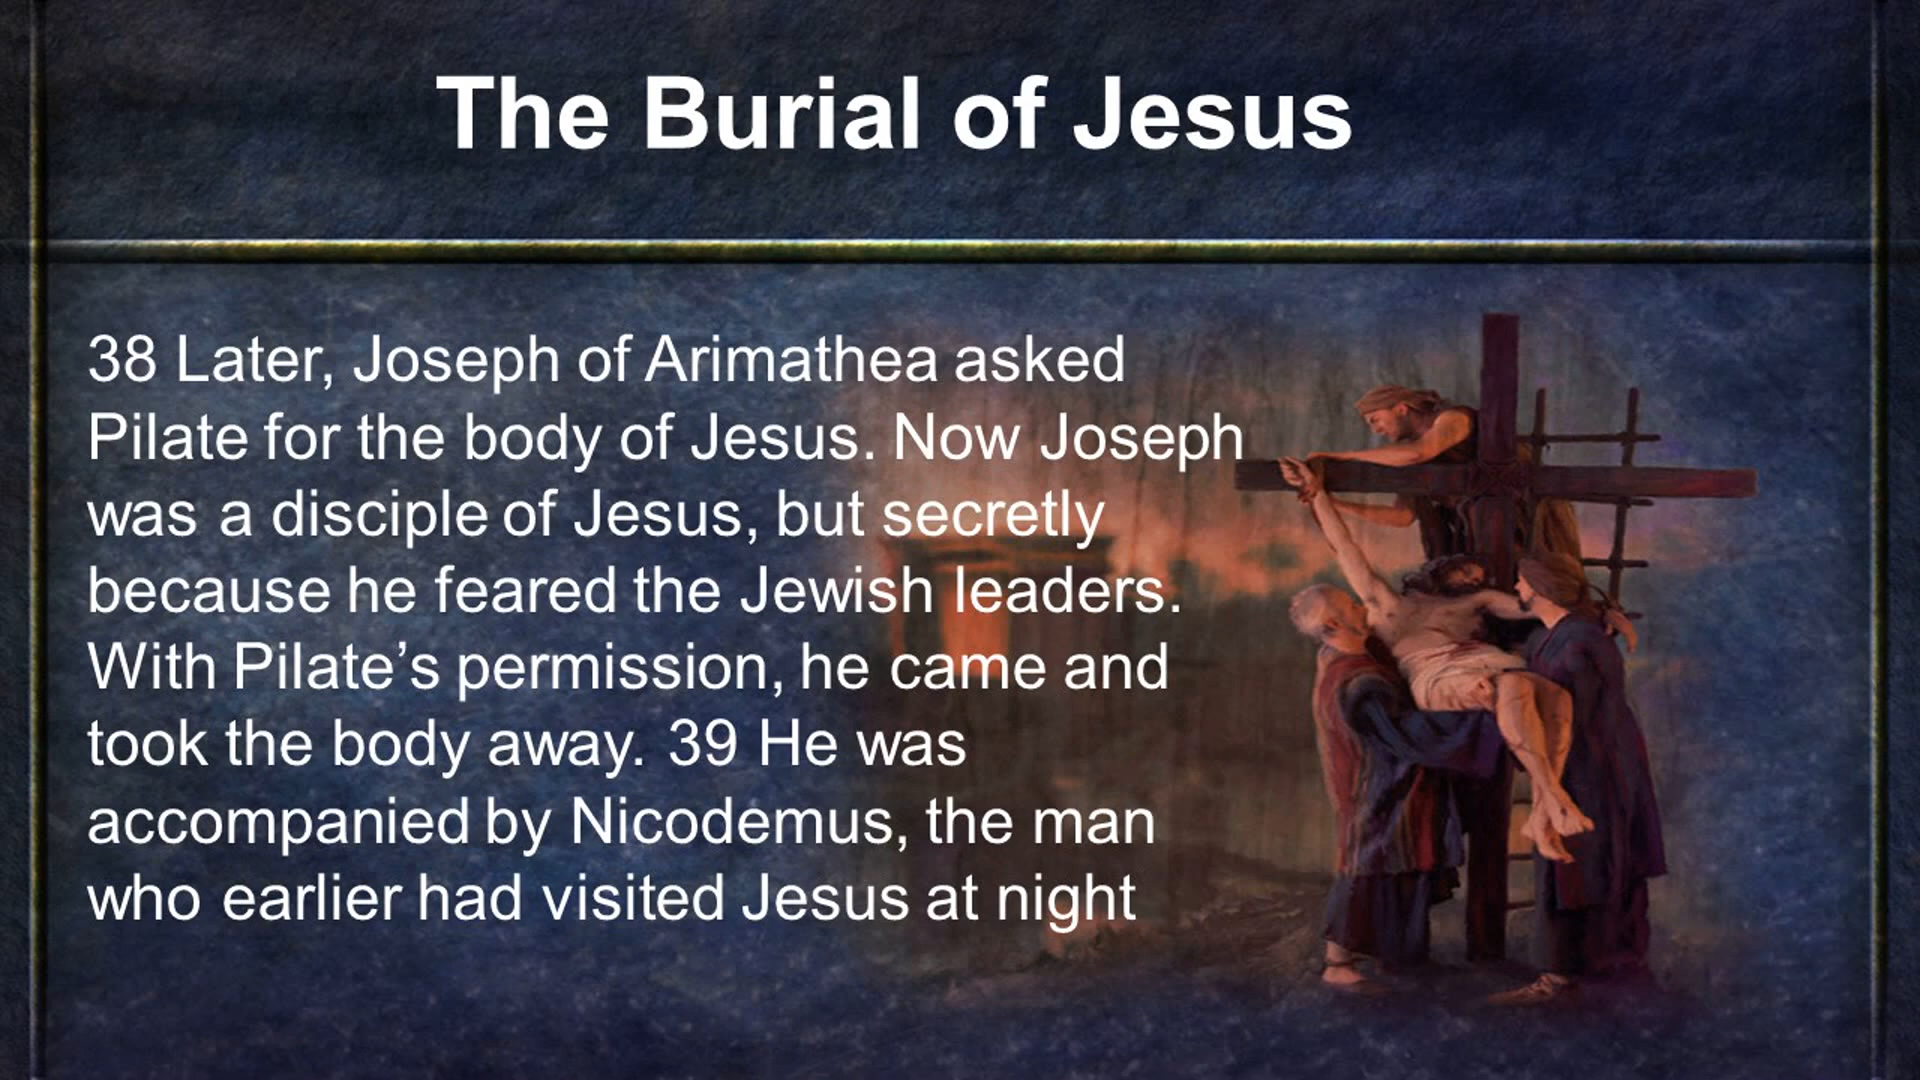 The Burial of Jesus
38 Later, Joseph of Arimathea asked
Pilate for the body of Jesus. Now Joseph
was a disciple of Jesus, but secretly
because he feared the Jewish leaders.
With Pilate’s permission, he came and
took the body away. 39 He was
accompanied by Nicodemus, the man
who earlier had visited Jesus at night